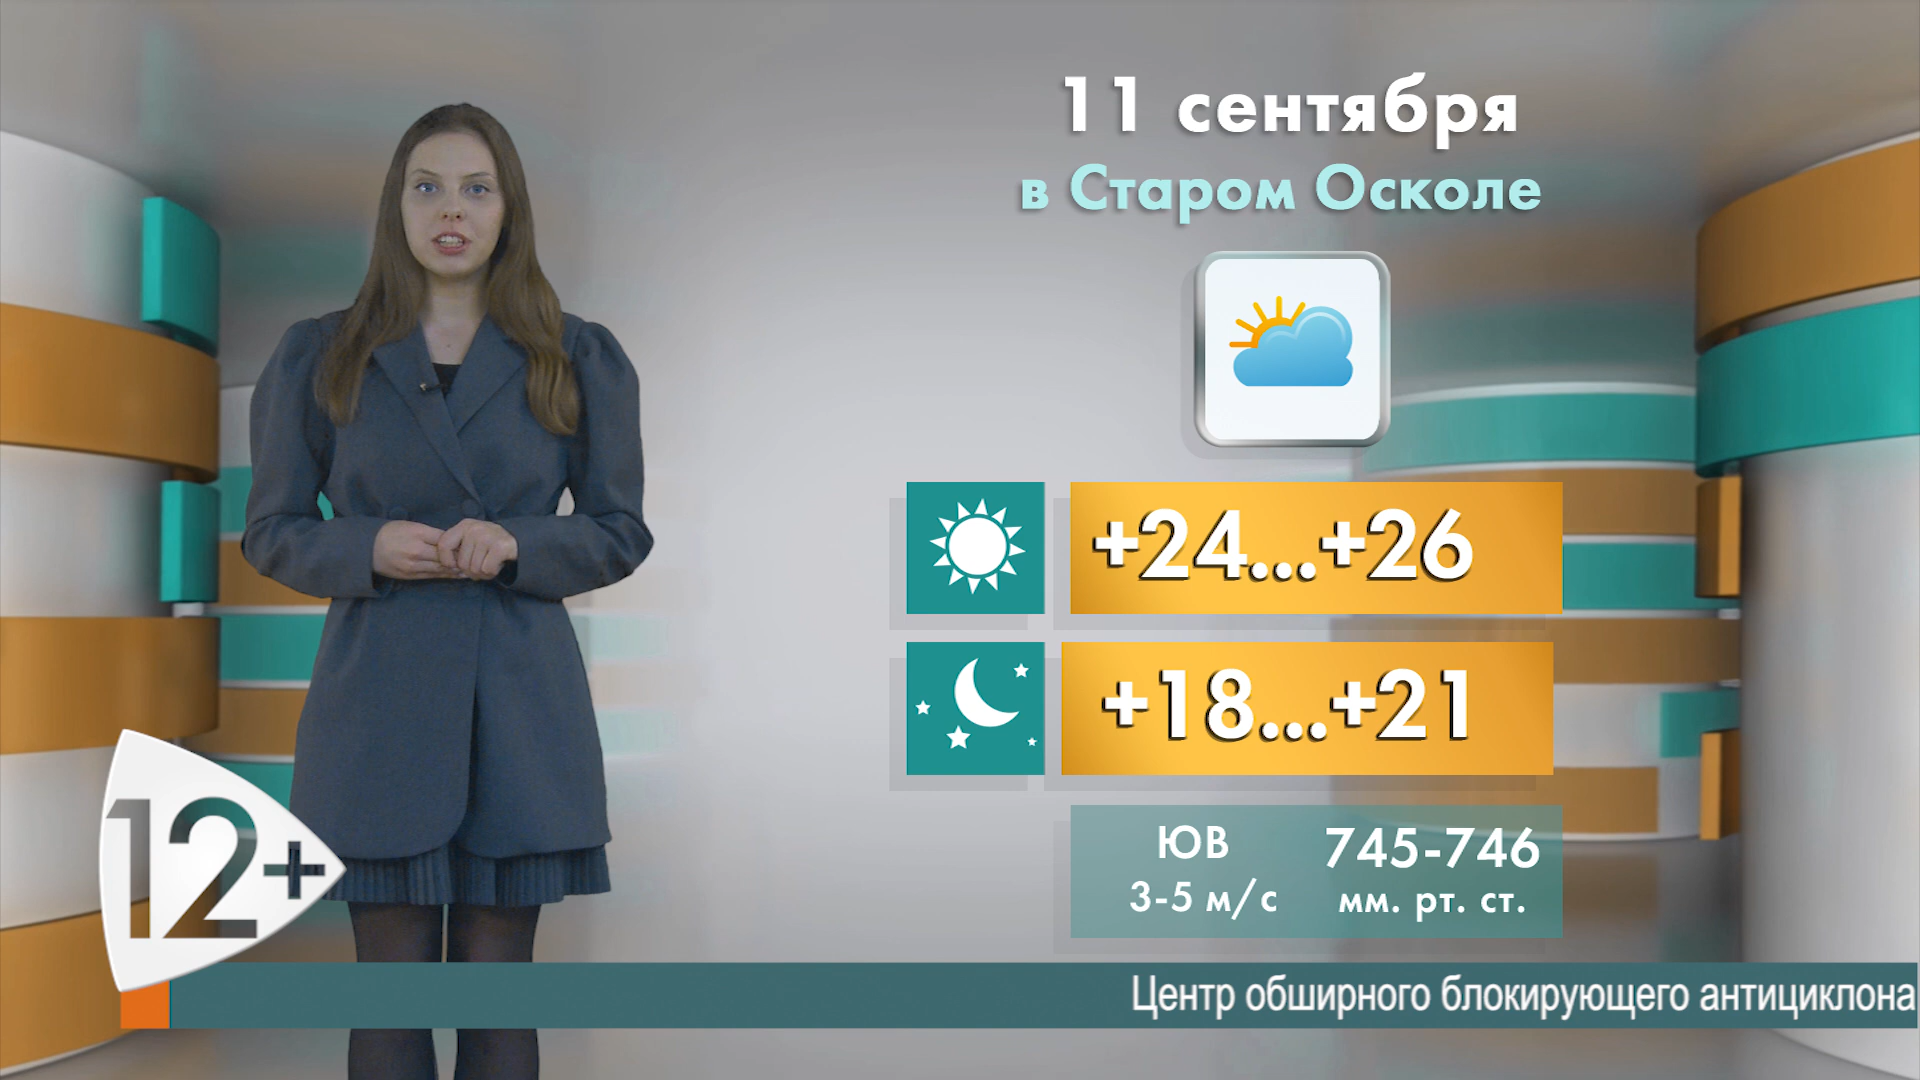 11 сентября
в Старом Осколе
+24...+26
+18...+21
ЮВ
3-5 м/с
745-746
мм. рт. ст.
12+
Центр обширного блокирующего антициклона